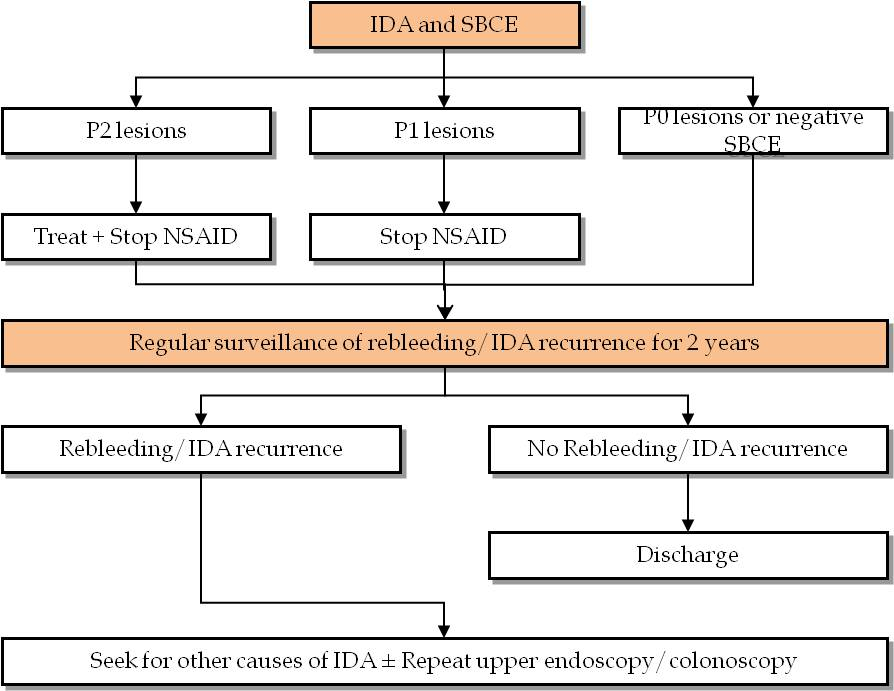 IDA and SBCE
P2 lesions
P1 lesions
P0 lesions or negative
SBCE
Treat + Stop NSAID
Stop NSAID
Regular surveillance of rebleeding/IDA recurrence for 2 years
Rebleeding/IDA recurrence
No Rebleeding/IDA recurrence
Discharge
Seek for other causes of IDA ± Repeat upper endoscopy/colonoscopy